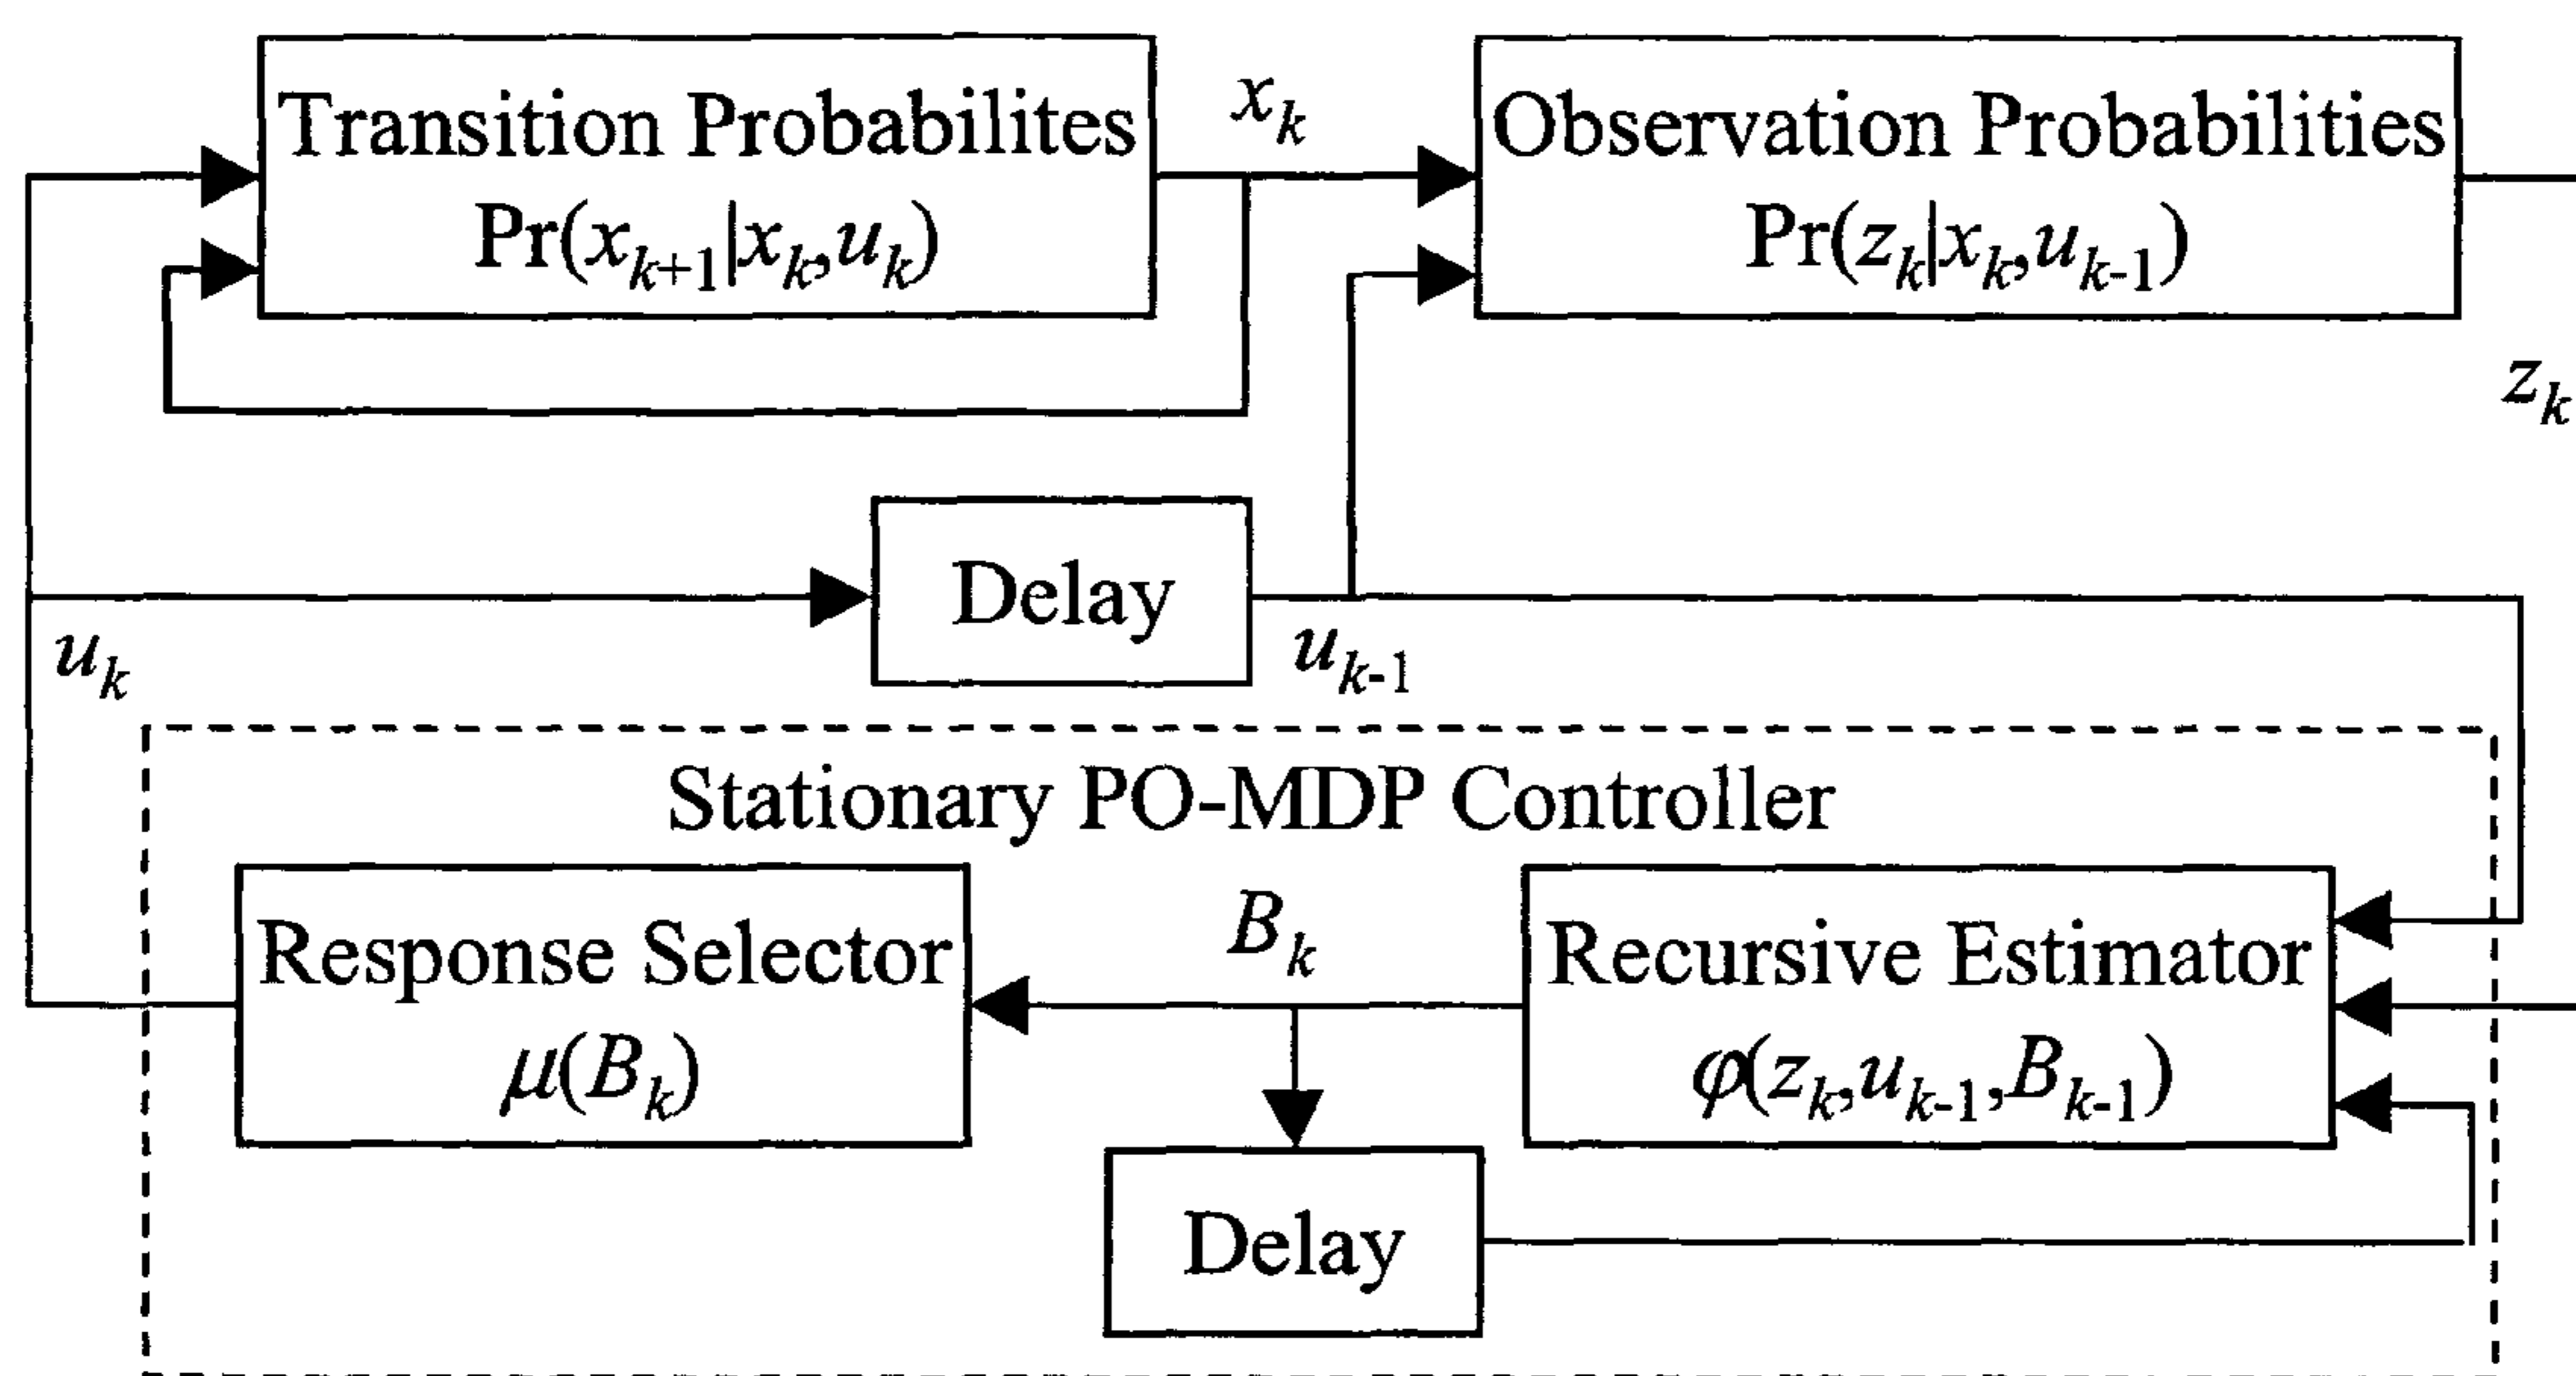 Transition Probabilites
Pr(x_{k+1}|x_k,u_k)
x_k
Observation Probabilities
Pr(z_k|x_k,u_{k-1})
z_k
Delay
u_k
u_{k-1}
Stationary PO-MDP Controller
Response Selector
μ(B_k)
B_k
Recursive Estimator
φ(z_k,u_{k-1},B_{k-1})
Delay